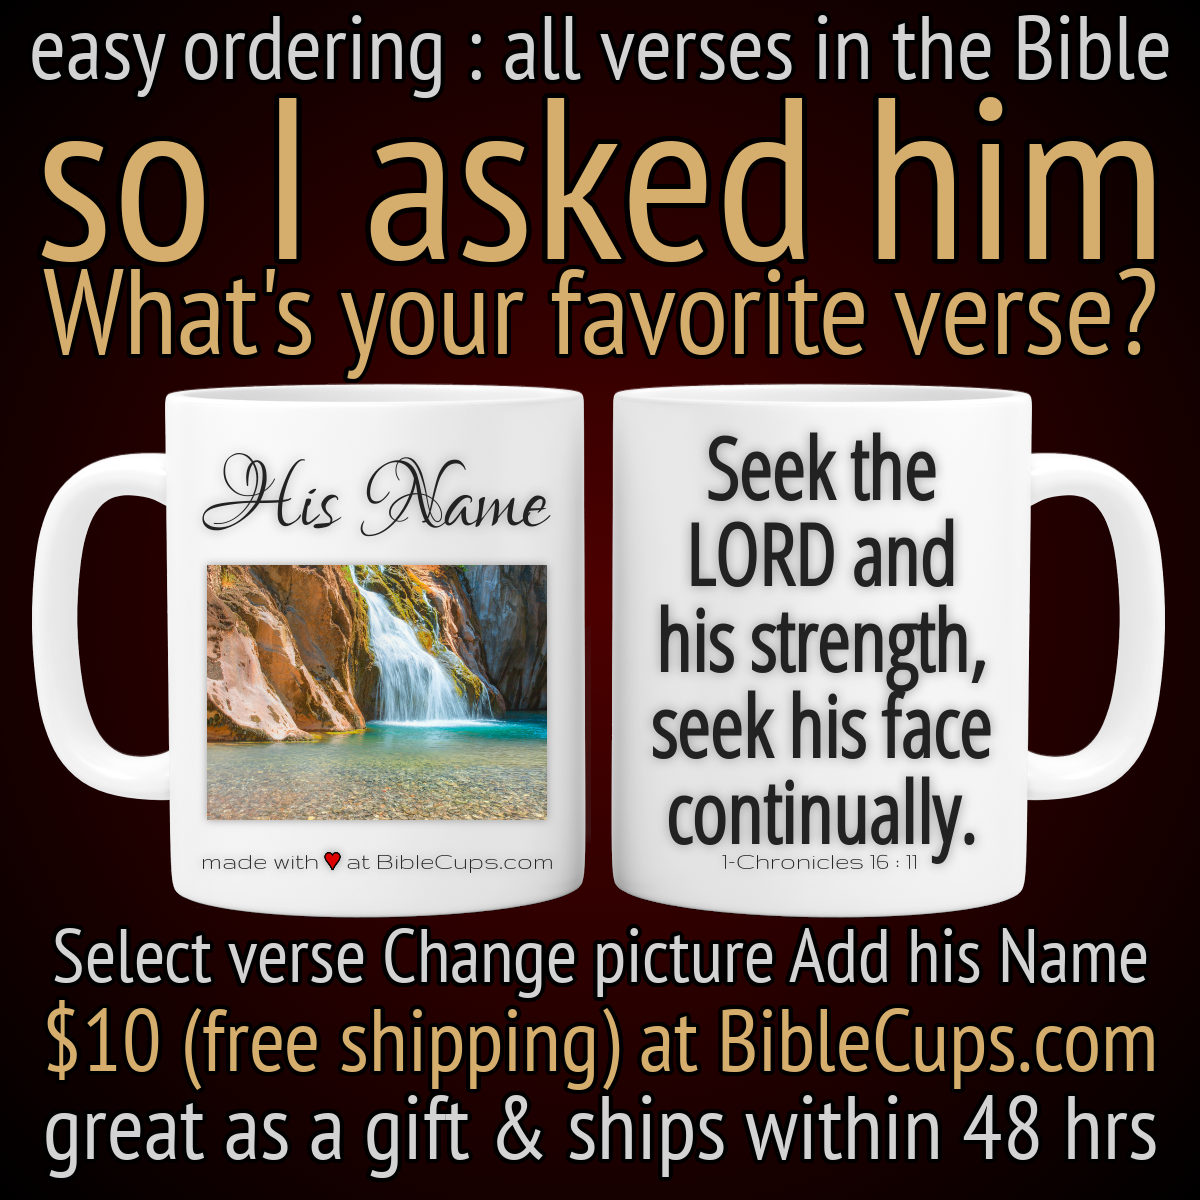 easy ordering : all verses in the Bible
so I asked him
What's your favorite verse?
His Name
made with ♥ at BibleCups.com
Seek the
LORD and
his strength,
seek his face
continually.
1-Chronicles 16 : 11
Select verse Change picture Add his Name
$10 (free shipping) at BibleCups.com
great as a gift & ships within 48 hrs